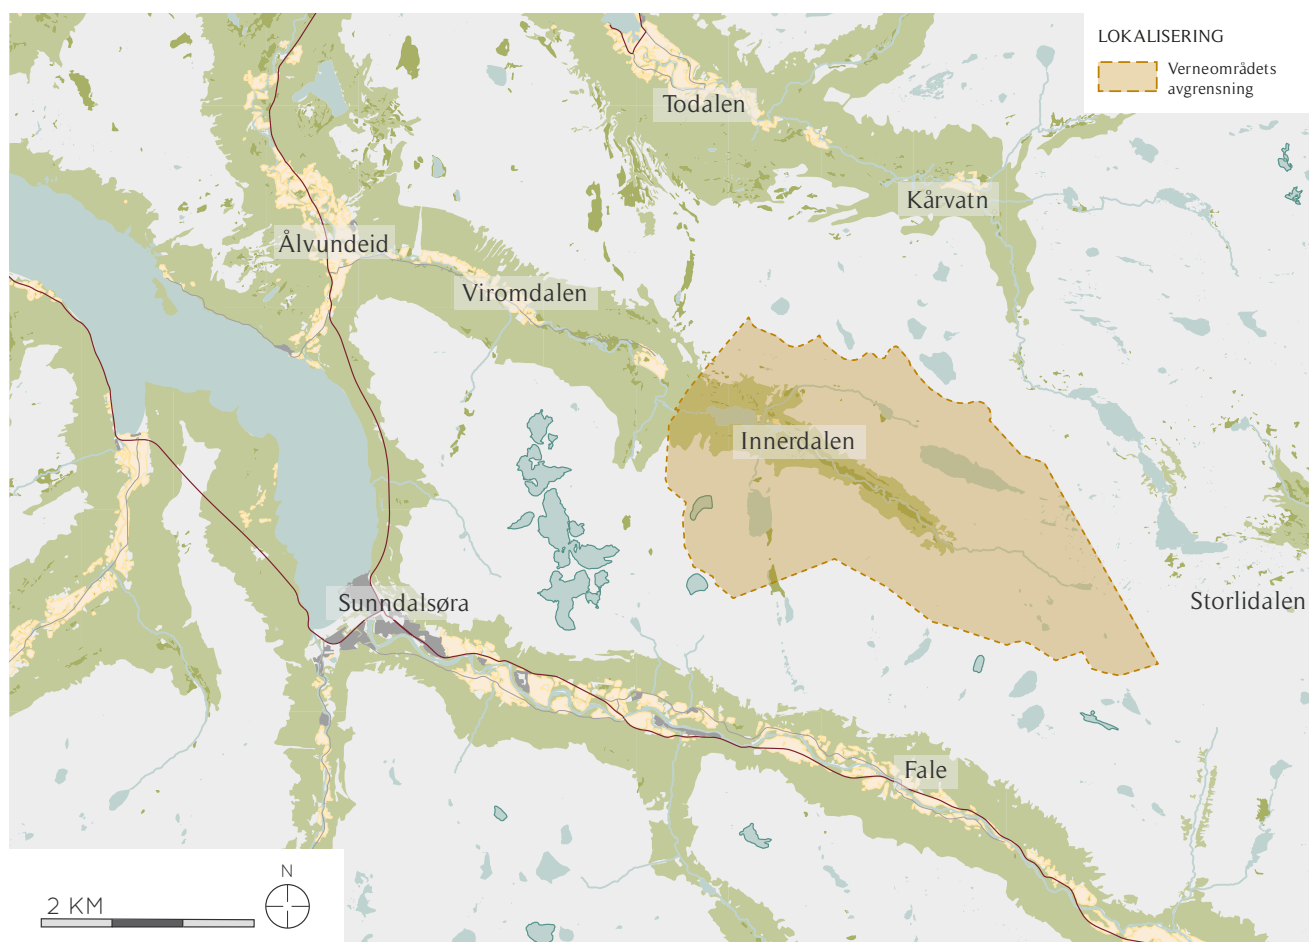 LOKALISERING
Verneområdets
avgrensning
Todalen
Kårvatn
Ålvundeid
Viromdalen
Innerdalen
Sunndalsøra
Storlidalen
Fale
N
2 KM